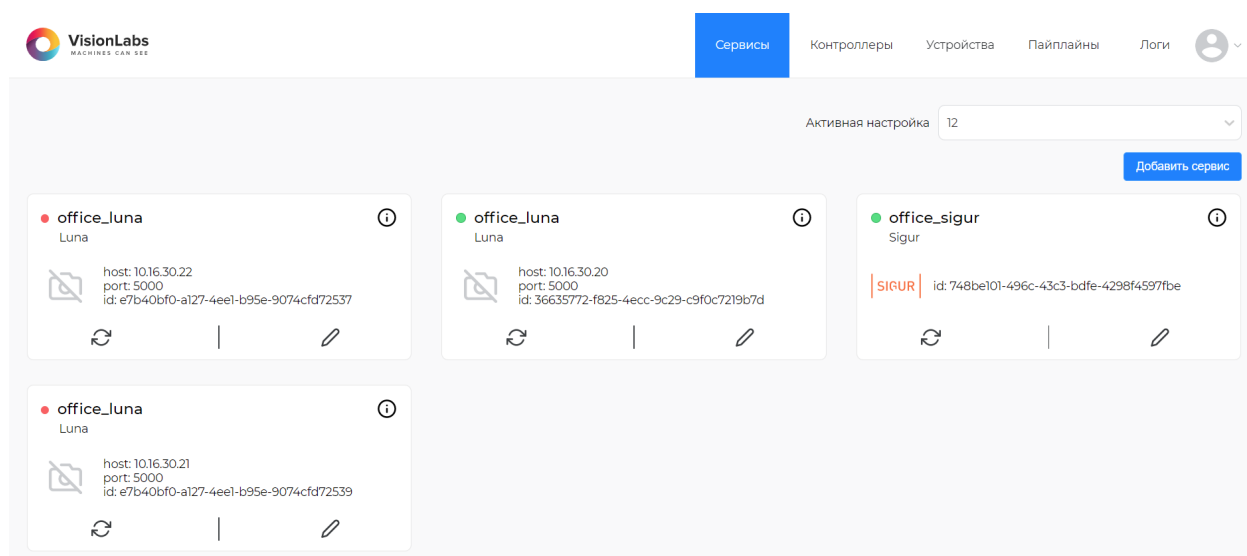 VisionLabs
MACHINES CAN SEE
Сервисы
Контроллеры
Устройства
Пайплайны
Логи
Активная настройка
12
Добавить сервис
office_luna
Luna
host: 10.16.30.22
port: 5000
id: e7b40bf0-a127-4ee1-b95e-9074cfd72537
office_luna
Luna
host: 10.16.30.20
port: 5000
id: 36635772-f825-4ecc-9c29-c9f0c7219b7d
office_sigur
Sigur
SIGUR
id: 748be101-496c-43c3-bdfe-4298f4597fbe
office_luna
Luna
host: 10.16.30.21
port: 5000
id: e7b40bf0-a127-4ee1-b95e-9074cfd72539